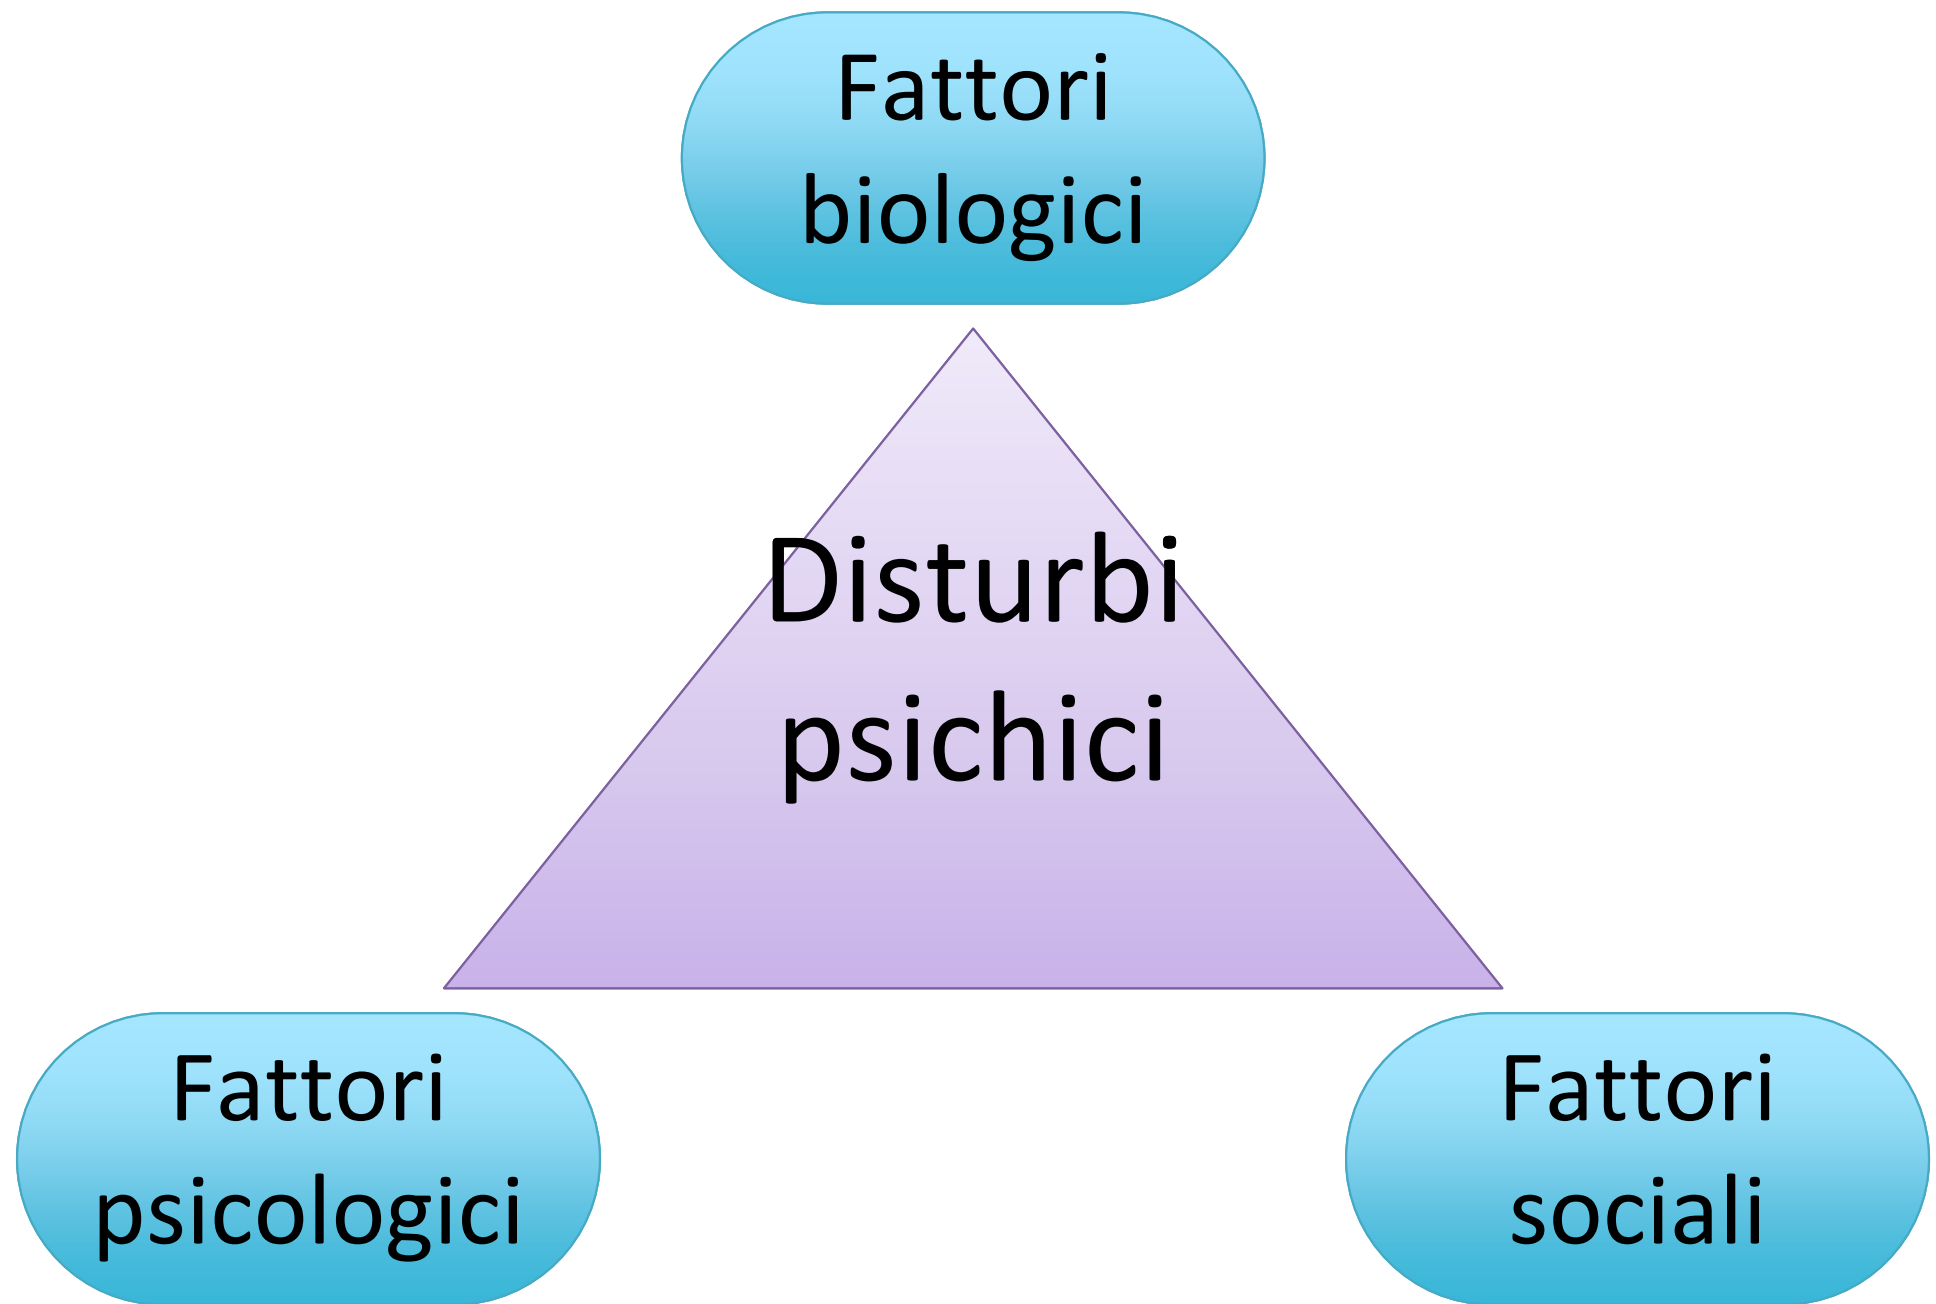 Fattori
biologici
Disturbi
psichici
Fattori
psicologici
Fattori
sociali